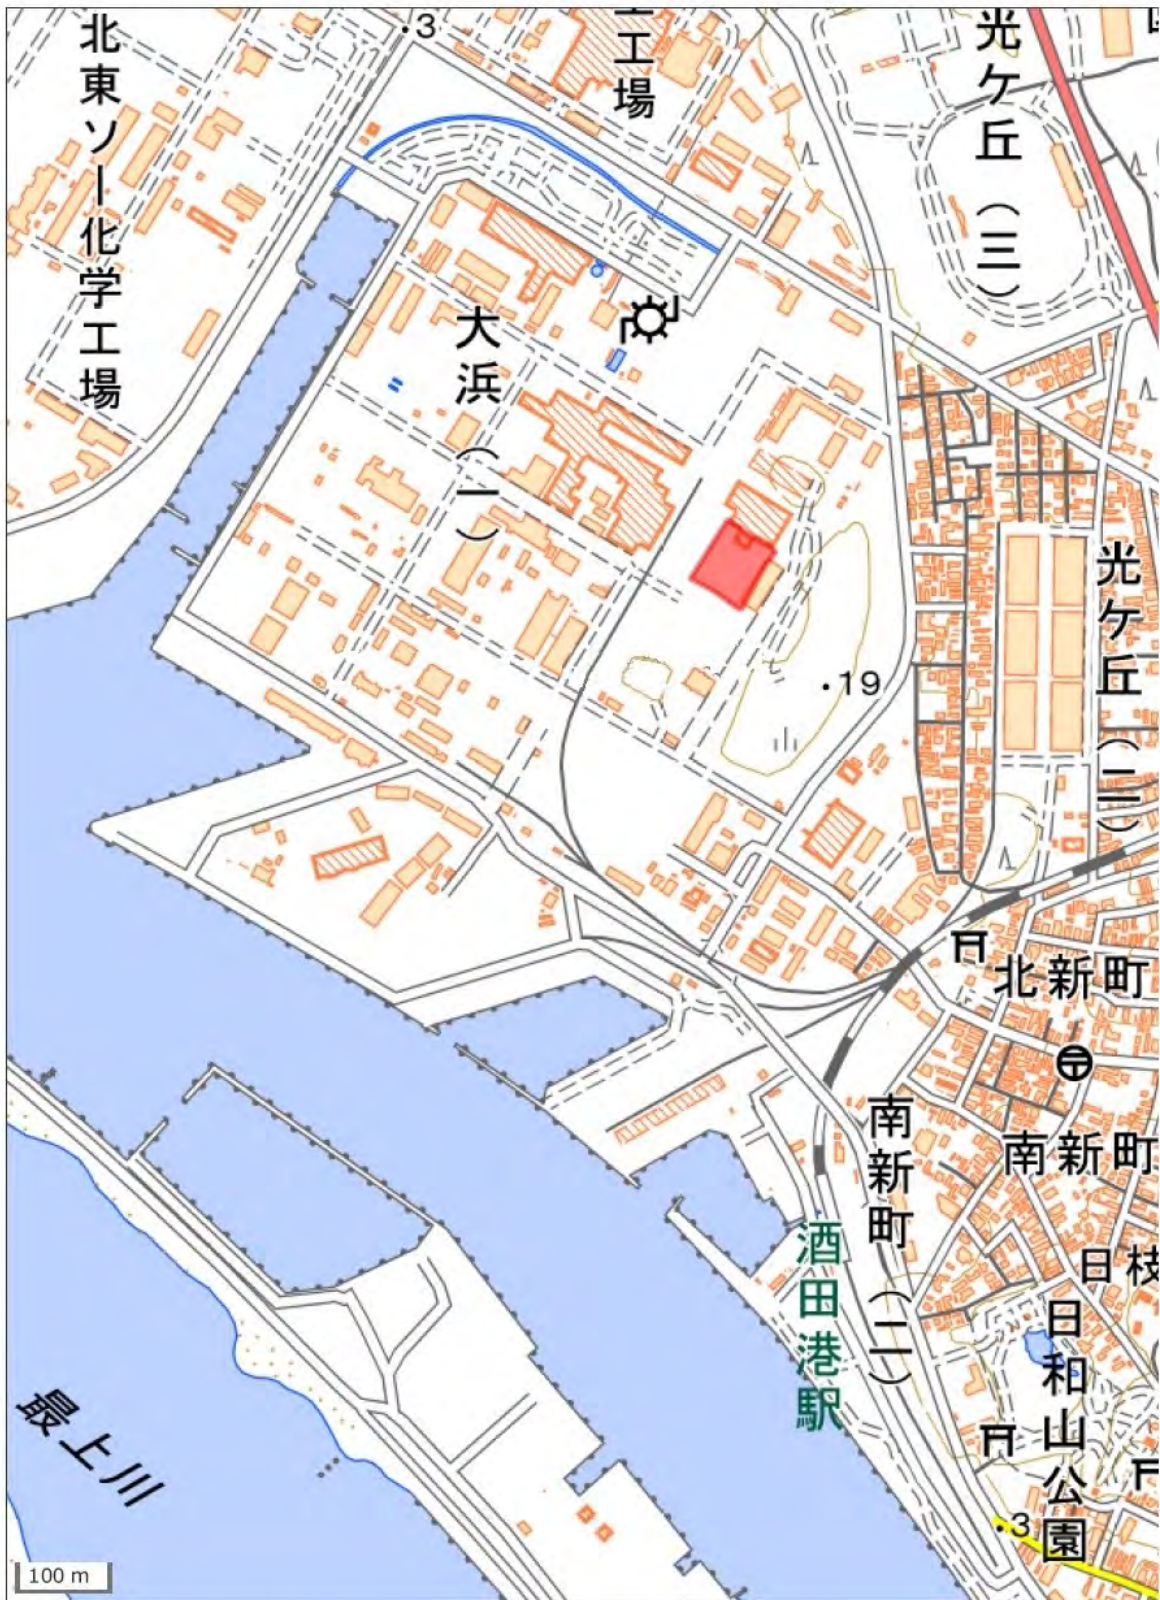 北東ソー化学工場
・3
工場
光ケ丘(三)
大浜(一)
・19
光ケ丘(二)
北新町
南新町
南新町(二)
日枝
酒田港駅
日和山公園
最上川
・3
100 m